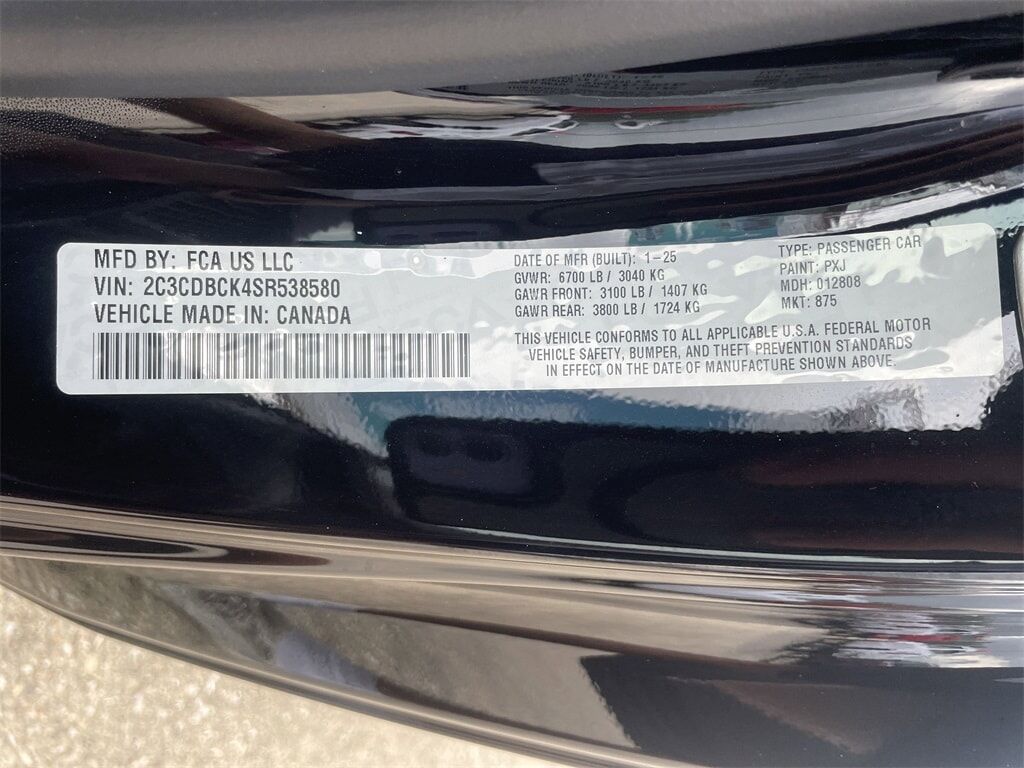 MFD BY: FCA US LLC
VIN: 2C3CDBCK4SR538580
VEHICLE MADE IN: CANADA
DATE OF MFR (BUILT): 1-25
GVWR: 6700 LB / 3040 KG
GAWR FRONT: 3100 LB / 1407 KG
GAWR REAR: 3800 LB / 1724 KG
TYPE: PASSENGER CAR
PAINT: PXJ
MDH: 012808
MKT: 875
THIS VEHICLE CONFORMS TO ALL APPLICABLE U.S.A. FEDERAL MOTOR
VEHICLE SAFETY, BUMPER, AND THEFT PREVENTION STANDARDS
IN EFFECT ON THE DATE OF MANUFACTURE SHOWN ABOVE.